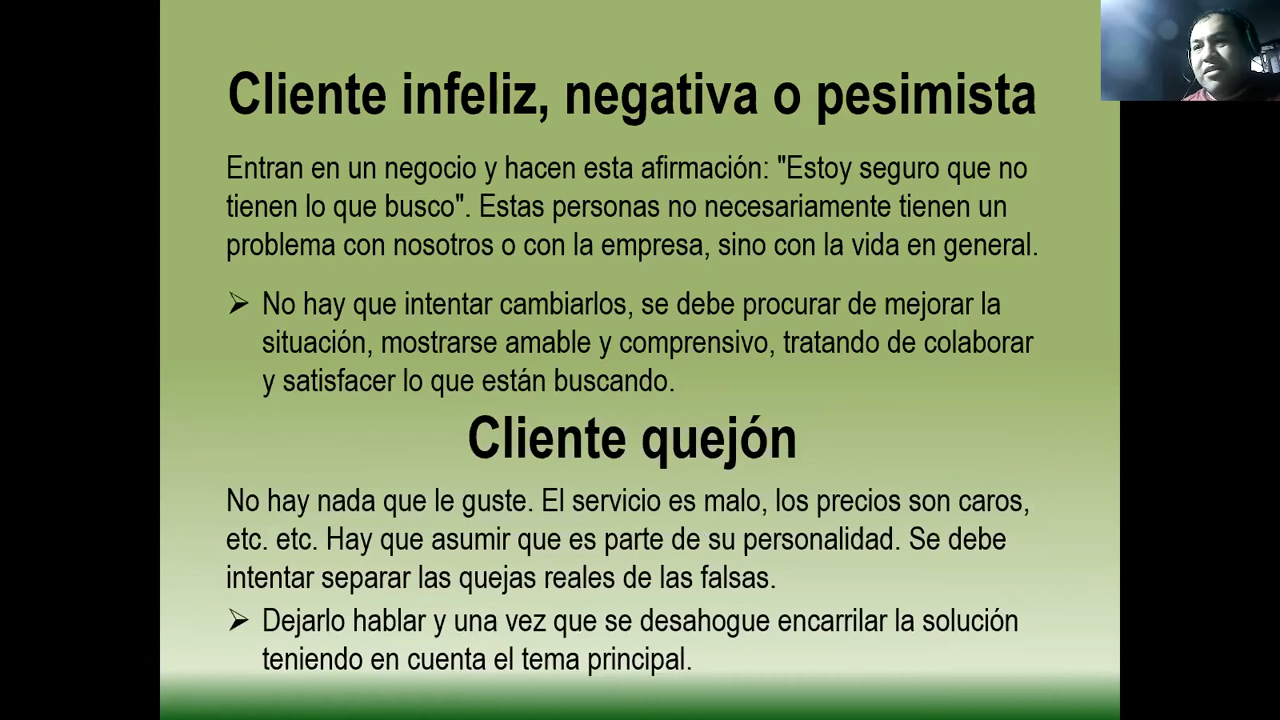 Cliente infeliz, negativa o pesimista
Entran en un negocio y hacen esta afirmación: "Estoy seguro que no
tienen lo que busco". Estas personas no necesariamente tienen un
problema con nosotros o con la empresa, sino con la vida en general.
➢ No hay que intentar cambiarlos, se debe procurar de mejorar la
situación, mostrarse amable y comprensivo, tratando de colaborar
y satisfacer lo que están buscando.
Cliente quejón
No hay nada que le guste. El servicio es malo, los precios son caros,
etc. etc. Hay que asumir que es parte de su personalidad. Se debe
intentar separar las quejas reales de las falsas.
➢ Dejarlo hablar y una vez que se desahogue encarrilar la solución
teniendo en cuenta el tema principal.